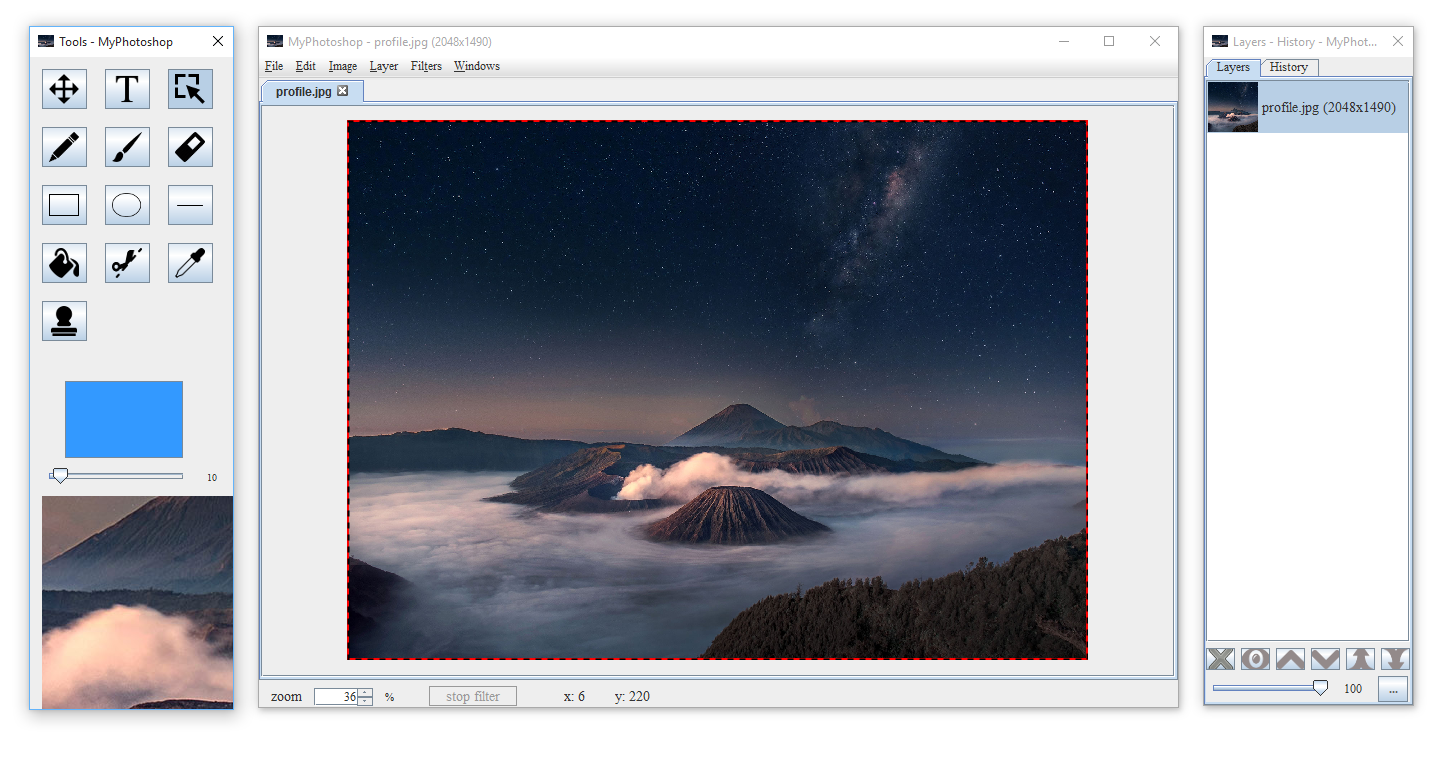 Tools - MyPhotoshop
T
10
MyPhotoshop - profile.jpg (2048x1490)
File Edit Image Layer Filters Windows
profile.jpg
zoom 36 % stop filter x: 6 y: 220
Layers - History - MyPhot...
Layers History
profile.jpg (2048x1490)
100 ...